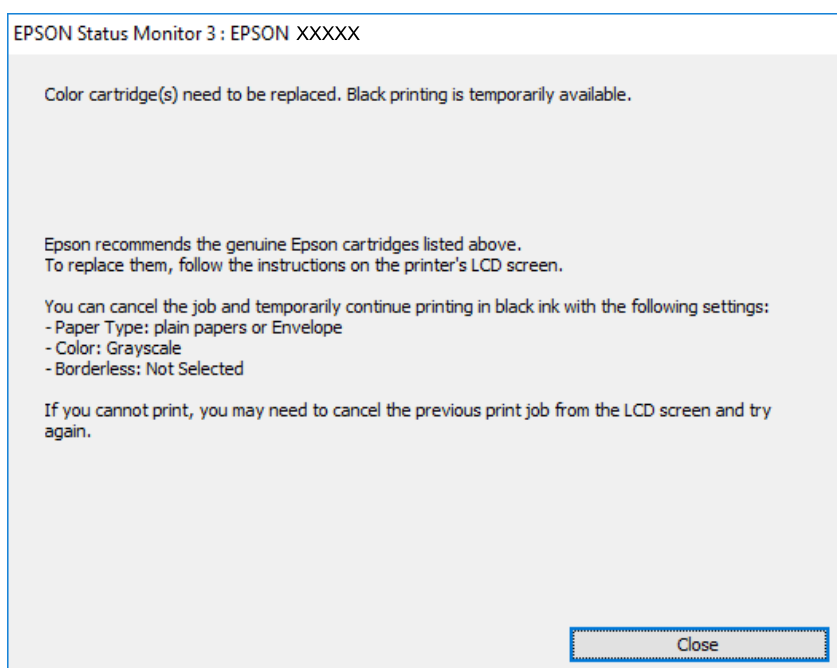 EPSON Status Monitor 3 : EPSON XXXXX
Color cartridge(s) need to be replaced. Black printing is temporarily available.
Epson recommends the genuine Epson cartridges listed above.
To replace them, follow the instructions on the printer's LCD screen.
You can cancel the job and temporarily continue printing in black ink with the following settings:
- Paper Type: plain papers or Envelope
- Color: Grayscale
- Borderless: Not Selected
If you cannot print, you may need to cancel the previous print job from the LCD screen and try
again.
Close